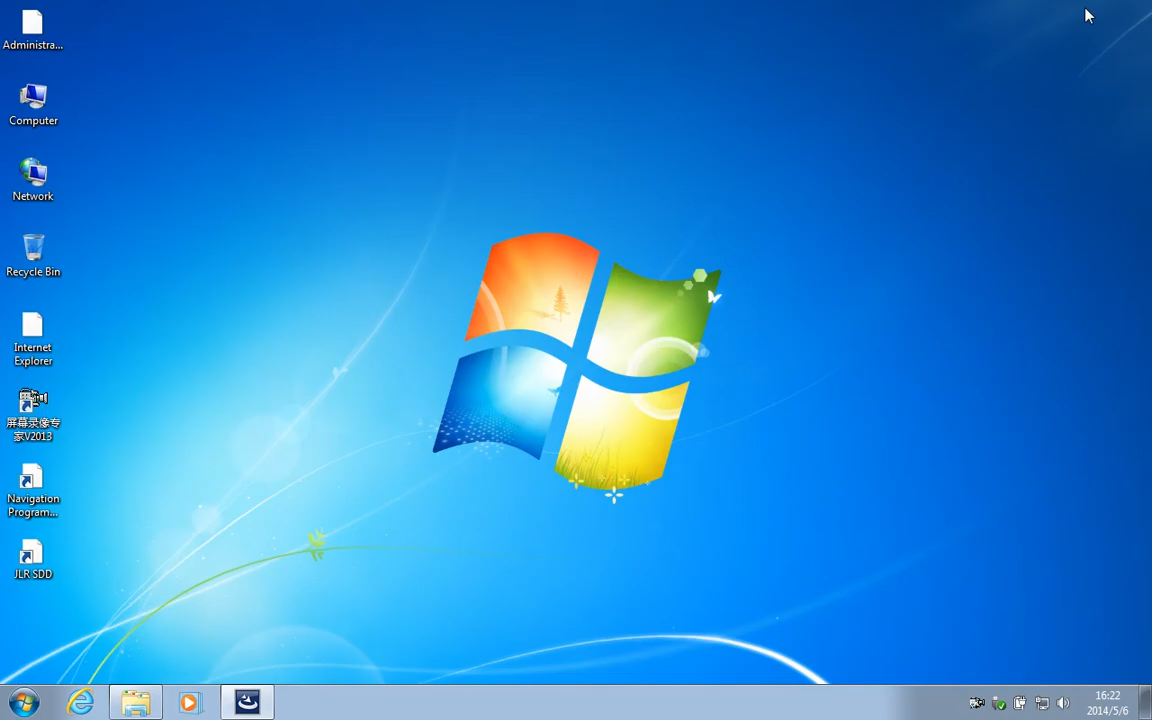 Administra...
Computer
Network
Recycle Bin
Internet
Explorer
屏幕录像专
家V2013
Navigation
Program...
JLR SDD
16:22
2014/5/6